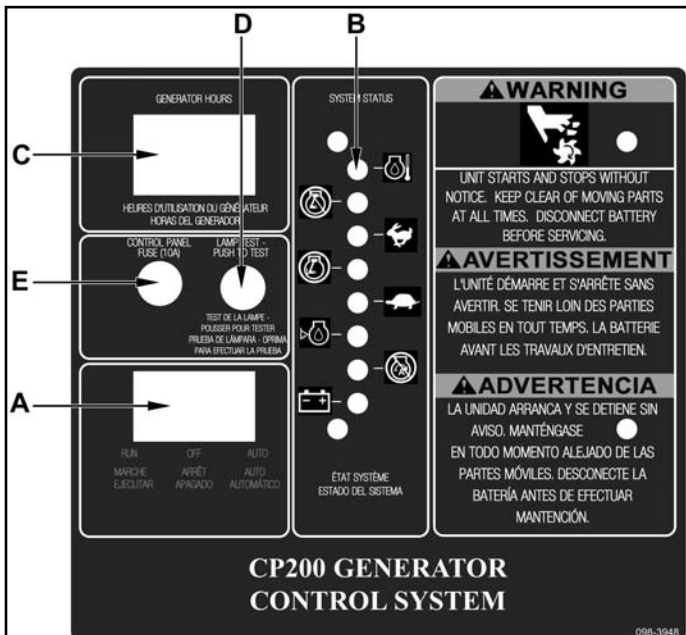 D
B
C
E
A
GENERATOR HOURS
HEURES D'UTILISATION DU GÉNÉRATEUR
HORAS DEL GENERADOR
CONTROL PANEL
FUSE (10A)
LAMP TEST -
PUSH TO TEST
TEST DE LA LAMPE -
POUSSER POUR TESTER
PRUEBA DE LÁMPARA - OPRIMA
PARA EFECTUAR LA PRUEBA
RUN OFF AUTO
MARCHE ARRÊT AUTO
EJECUTAR APAGADO AUTOMÁTICO
SYSTEM STATUS
ÉTAT SYSTÈME
ESTADO DEL SISTEMA
WARNING
UNIT STARTS AND STOPS WITHOUT
NOTICE. KEEP CLEAR OF MOVING PARTS
AT ALL TIMES. DISCONNECT BATTERY
BEFORE SERVICING.
AVERTISSEMENT
L'UNITÉ DÉMARRE ET S'ARRÊTE SANS
AVERTIR. SE TENIR LOIN DES PARTIES
MOBILES EN TOUT TEMPS. LA BATTERIE
AVANT LES TRAVAUX D'ENTRETIEN.
ADVERTENCIA
LA UNIDAD ARRANCA Y SE DETIENE SIN
AVISO. MANTÉNGASE
EN TODO MOMENTO ALEJADO DE LAS
PARTES MÓVILES. DESCONECTE LA
BATERÍA ANTES DE EFECTUAR
MANTENCIÓN.
CP200 GENERATOR
CONTROL SYSTEM
098-3948